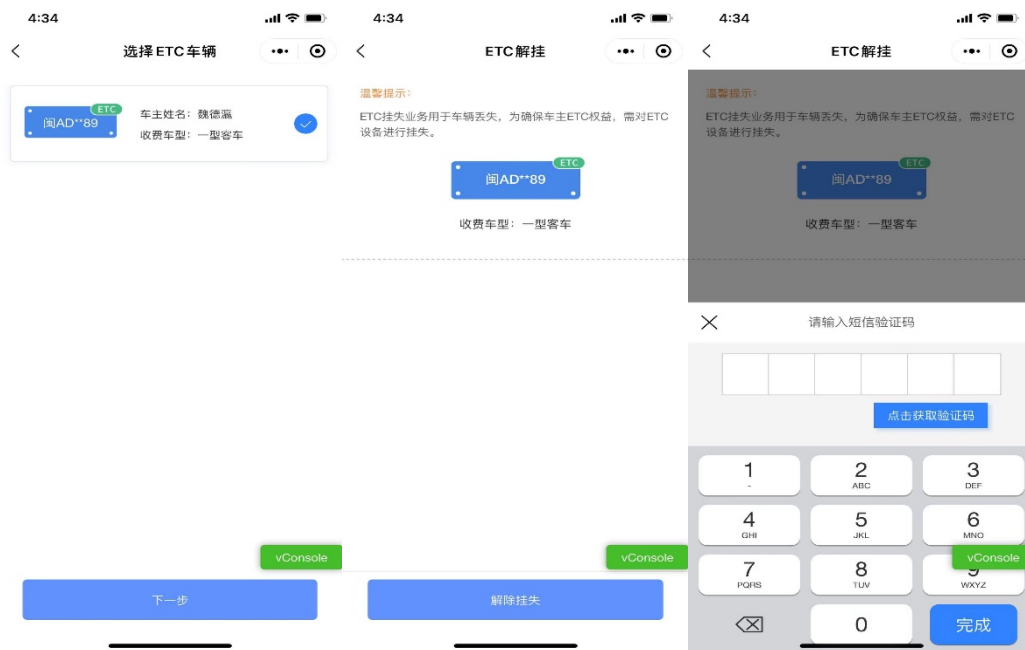 4:34
选择ETC车辆
ETC
闽AD**89
车主姓名：魏德瀛
收费车型：一型客车
vConsole
下一步
4:34
ETC解挂
温馨提示：
ETC挂失业务用于车辆丢失，为确保车主ETC权益，需对ETC
设备进行挂失。
ETC
闽AD**89
收费车型：一型客车
vConsole
解除挂失
4:34
ETC解挂
温馨提示：
ETC挂失业务用于车辆丢失，为确保车主ETC权益，需对ETC
设备进行挂失。
ETC
闽AD**89
收费车型：一型客车
请输入短信验证码
点击获取验证码
1
2
ABC
3
DEF
4
GHI
5
JKL
6
MNO
vConsole
7
PQRS
8
TUV
9
WXYZ
0
完成